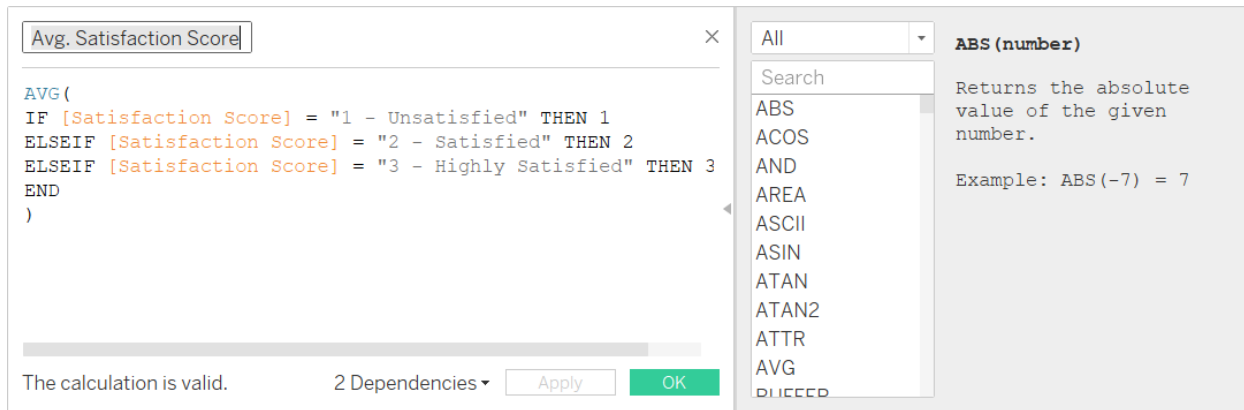 Avg. Satisfaction Score
AVG(
IF [Satisfaction Score] = "1 - Unsatisfied" THEN 1
ELSEIF [Satisfaction Score] = "2 - Satisfied" THEN 2
ELSEIF [Satisfaction Score] = "3 - Highly Satisfied" THEN 3
END
)
The calculation is valid.
2 Dependencies
Apply
OK
All
Search
ABS
ACOS
AND
AREA
ASCII
ASIN
ATAN
ATAN2
ATTR
AVG
BUFFER
ABS(number)
Returns the absolute
value of the given
number.
Example: ABS(-7) = 7